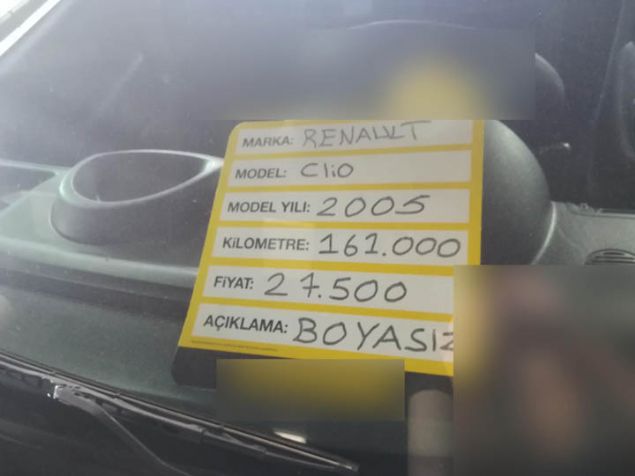 MARKA: RENAULT
MODEL: Clio
MODEL YILI: 2005
KİLOMETRE: 161.000
FİYAT: 27.500
AÇIKLAMA: BOYASIZ